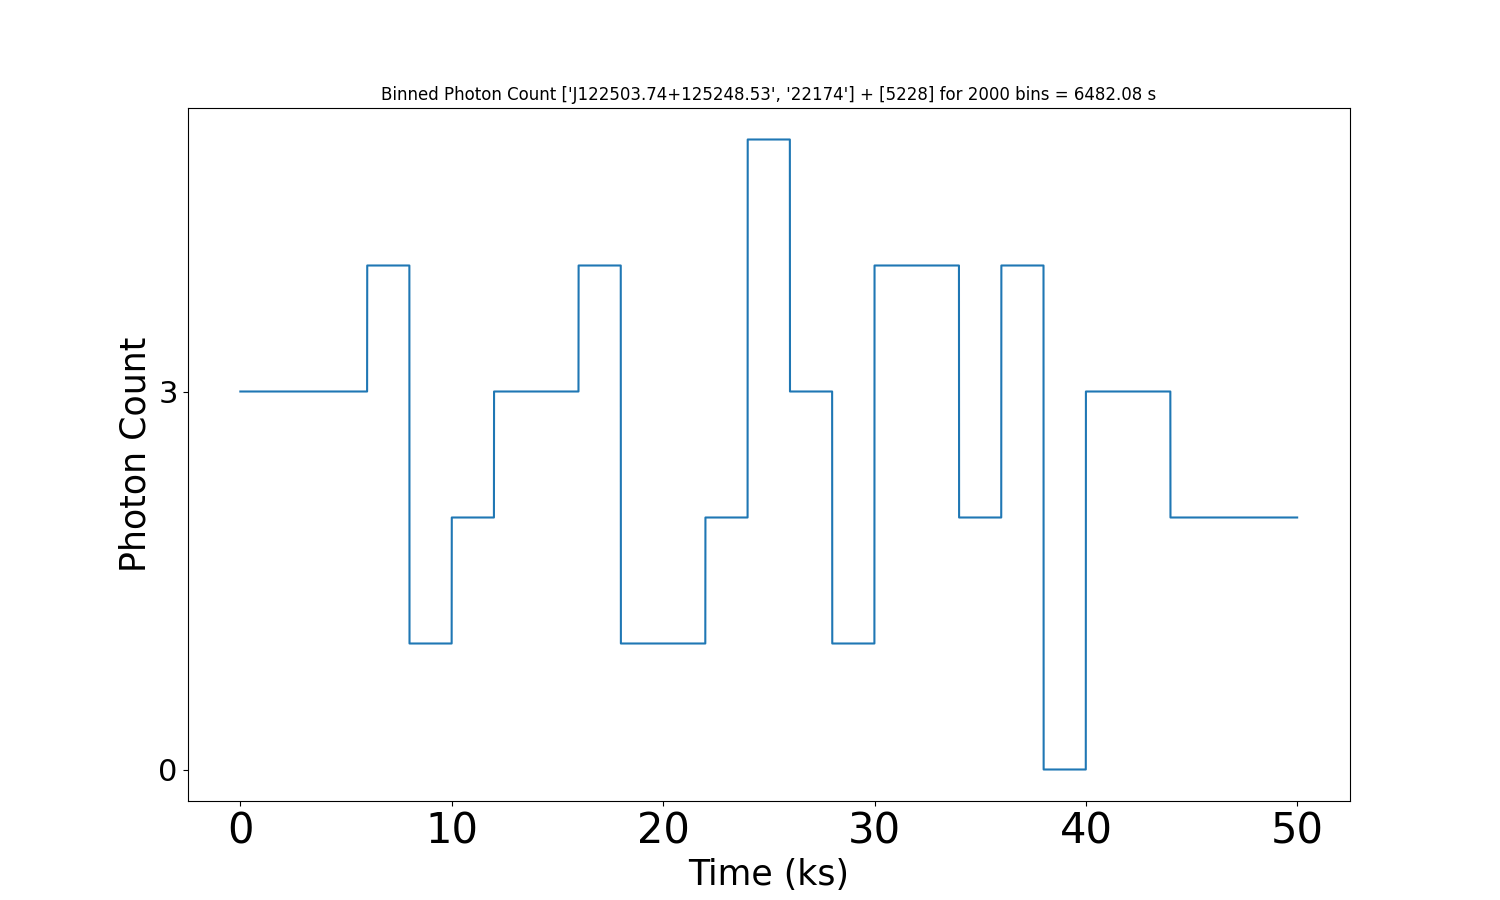 Binned Photon Count ['J122503.74+125248.53', '22174'] + [5228] for 2000 bins = 6482.08 s
Photon Count
3
0
0 10 20 30 40 50
Time (ks)